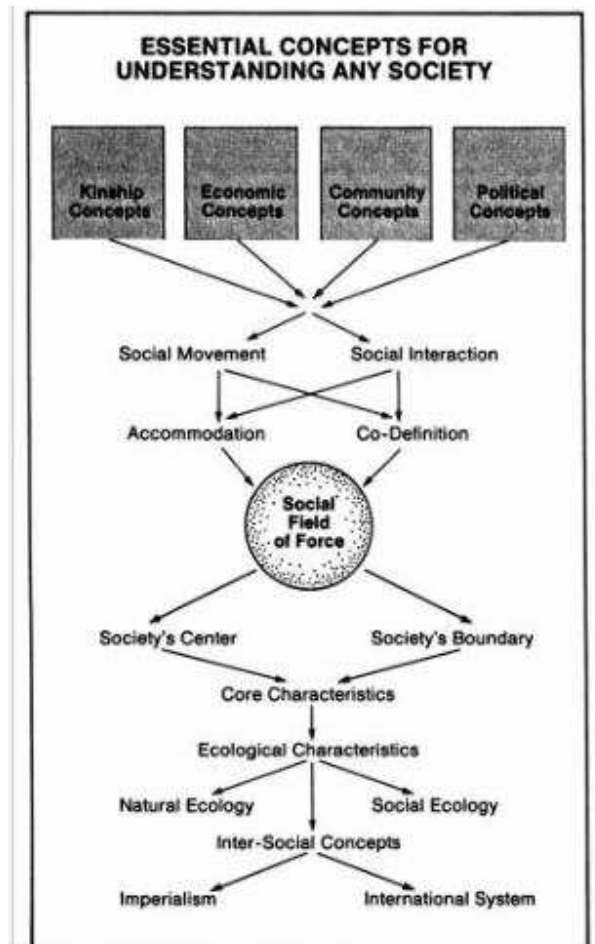 ESSENTIAL CONCEPTS FOR
UNDERSTANDING ANY SOCIETY
Kinship
Concepts
Economic
Concepts
Community
Concepts
Political
Concepts
Social Movement
Social Interaction
Accommodation
Co-Definition
Social
Field
of Force
Society's Center
Society's Boundary
Core Characteristics
Ecological Characteristics
Natural Ecology
Social Ecology
Inter-Social Concepts
Imperialism
International System